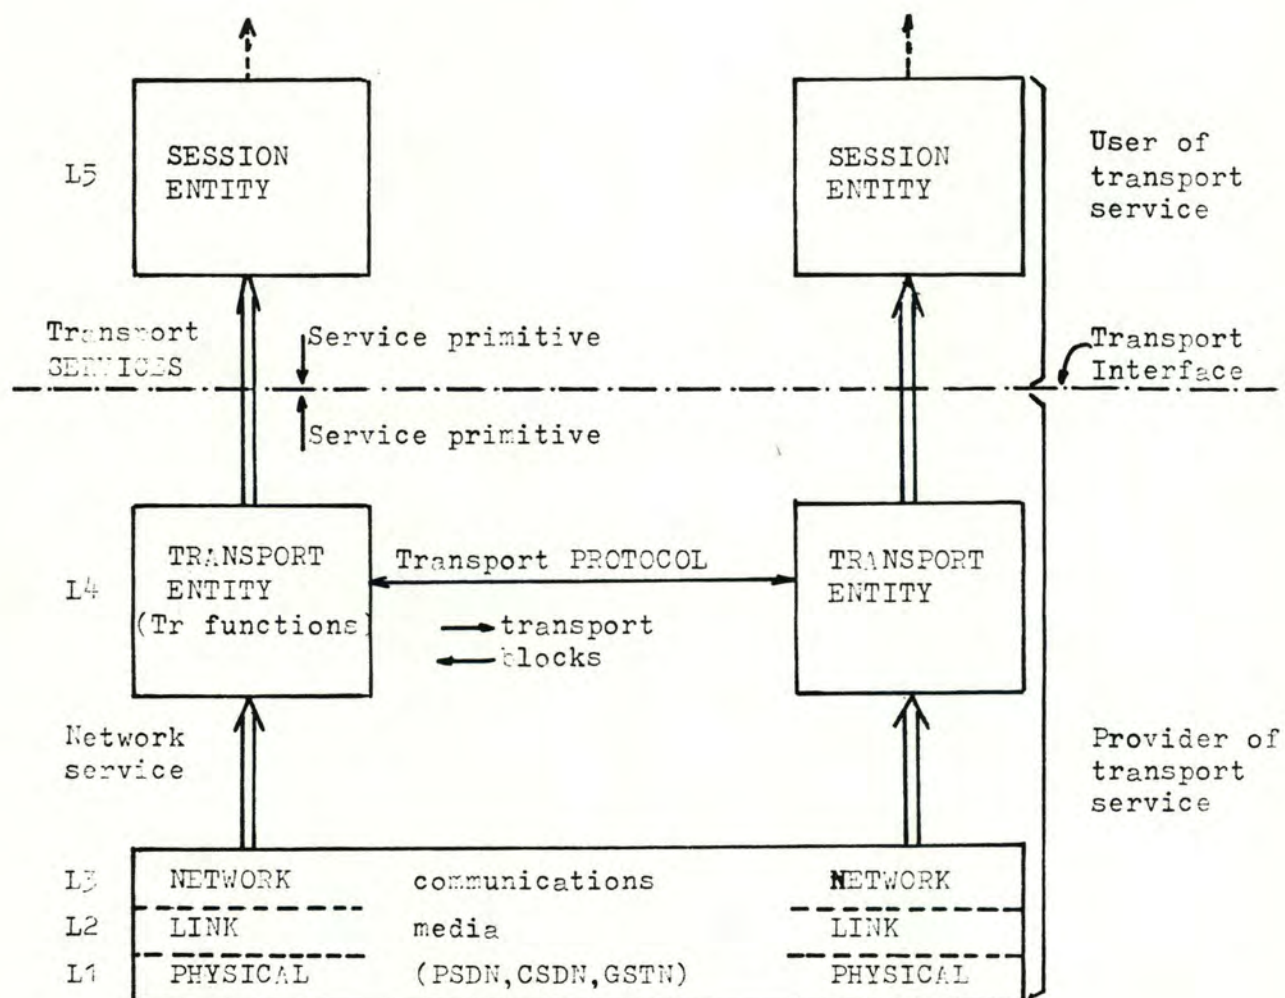 L5
SESSION
ENTITY
SESSION
ENTITY
User of
transport
service
Transport
SERVICES
Service primitive
Transport
Interface
Service primitive
L4
TRANSPORT
ENTITY
(Tr functions)
Transport PROTOCOL
transport
blocks
TRANSPORT
ENTITY
Network
service
Provider of
transport
service
L3 NETWORK communications NETWORK
L2 LINK media LINK
L1 PHYSICAL (PSDN,CSDN,GSTN) PHYSICAL